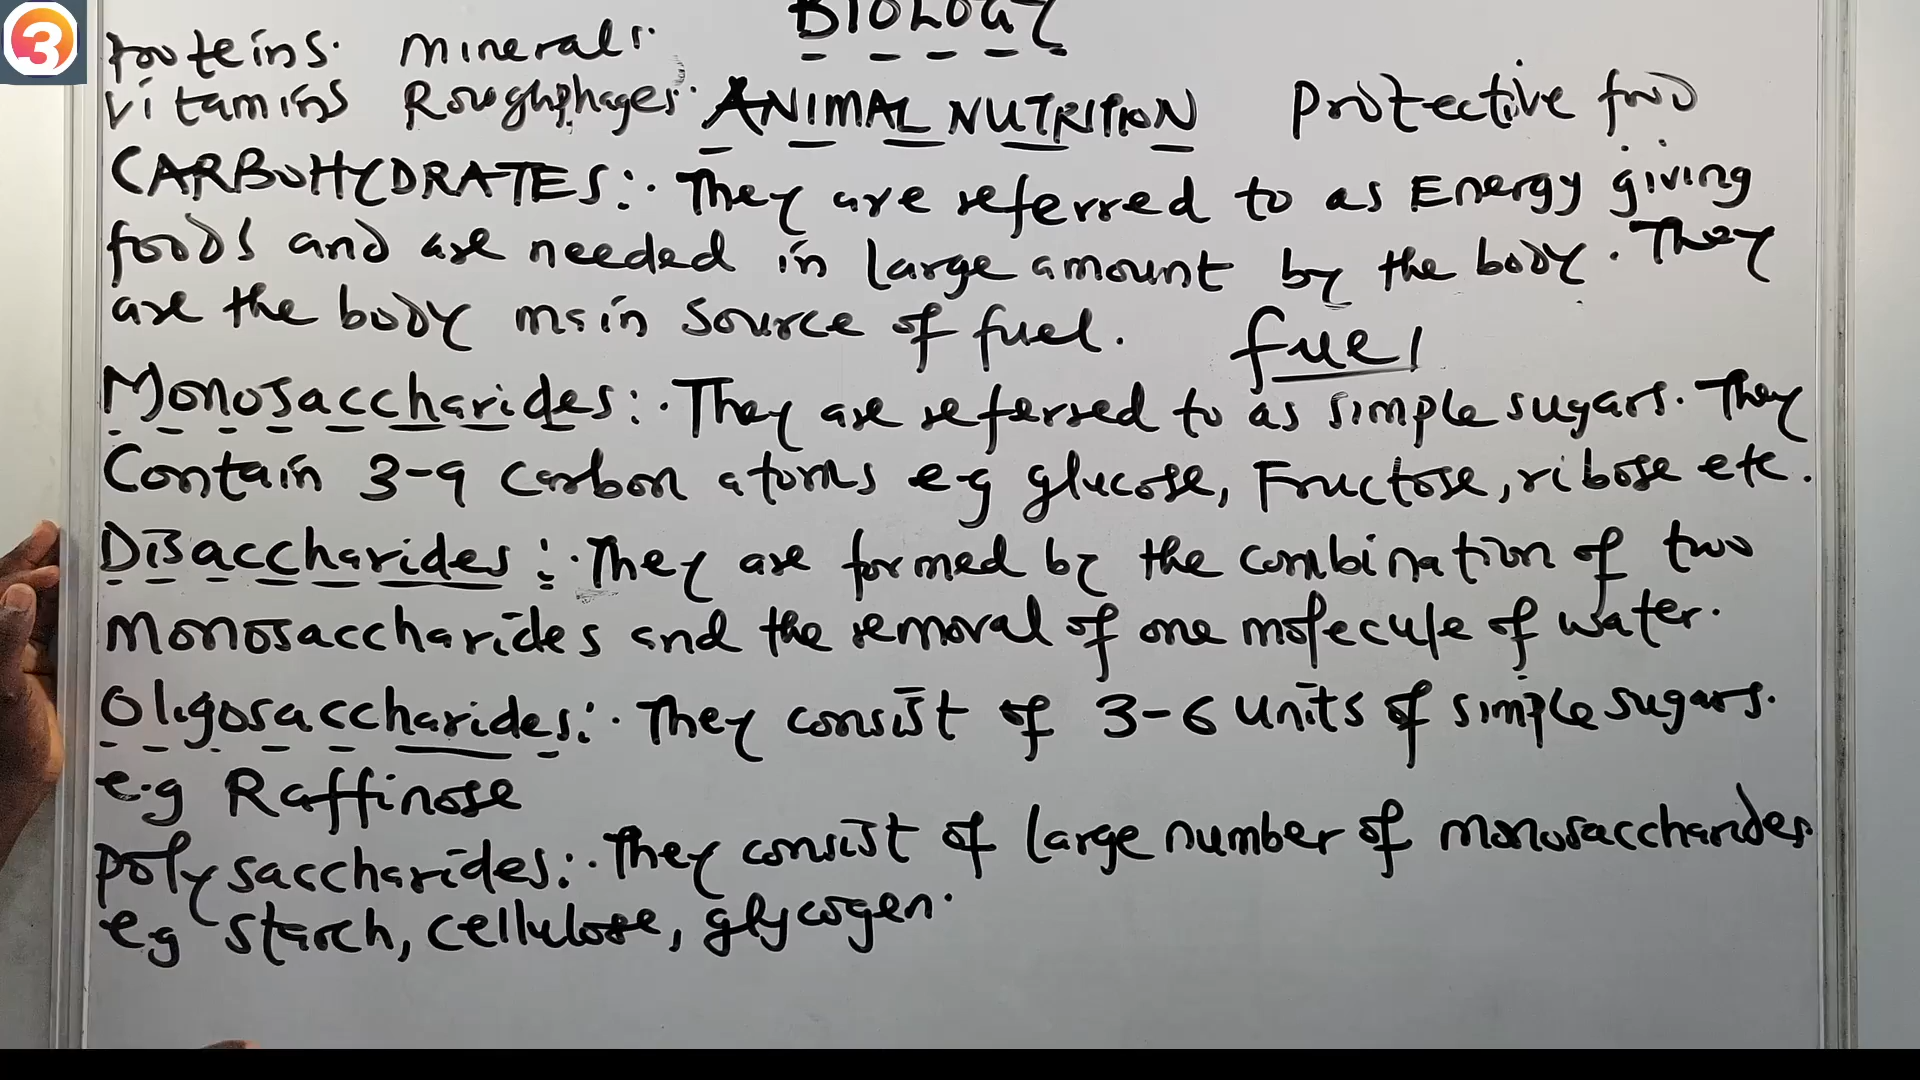 3
BIOLOGY
Proteins. Minerals.
Vitamins Roughphages. ANIMAL NUTRITION Protective foo
CARBOHYDRATES:. They are referred to as Energy giving
foods and are needed in large amount by the body. They
are the body main source of fuel. fuel
Monosaccharides:. They are referred to as simple sugars. They
Contain 3-9 Carbon atoms e.g glucose, Fructose, ribose etc.
Disaccharides:. They are formed by the combination of two
monosaccharides and the removal of one molecule of water.
Oligosaccharides:. They consist of 3-6 units of simple sugars.
e.g Raffinose
polysaccharides:. They consist of large number of monosaccharides.
e.g starch, cellulose, glycogen.